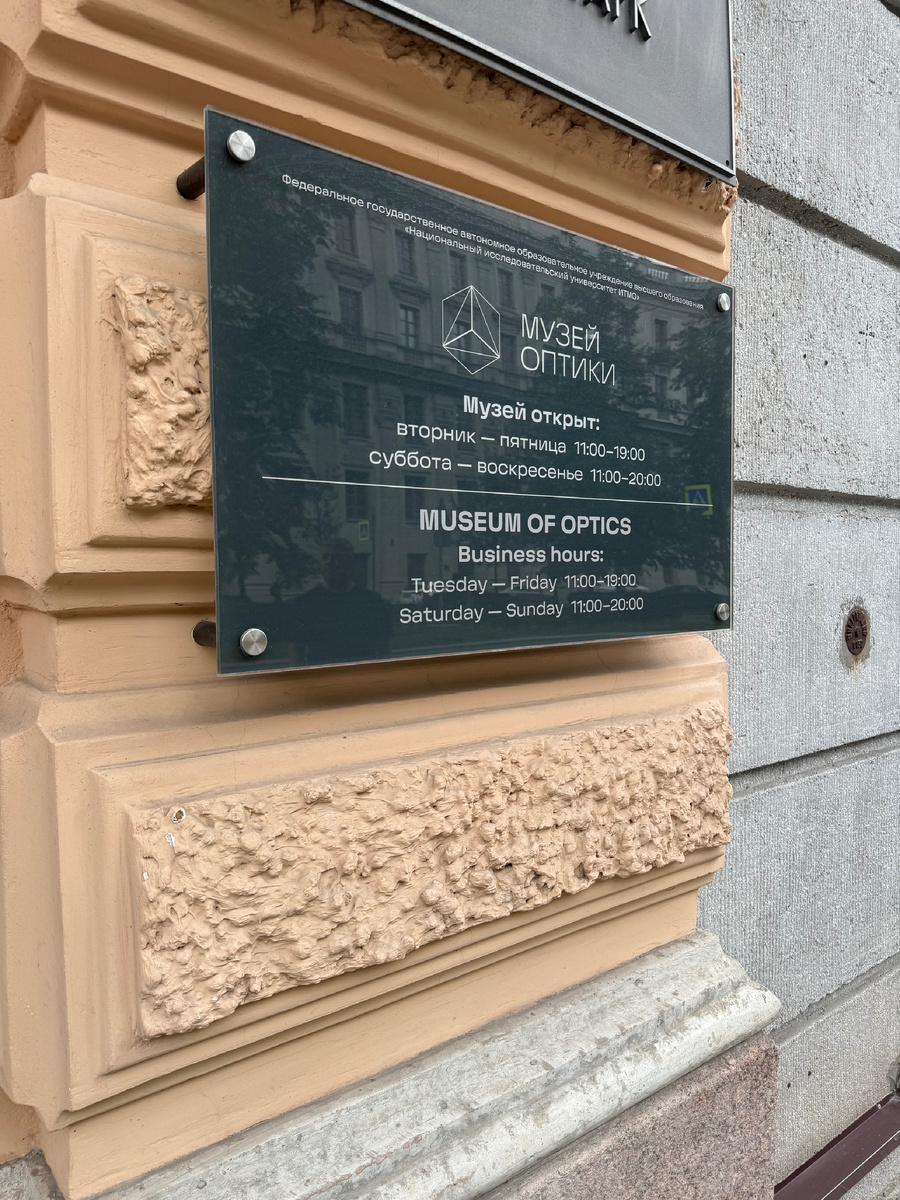 Федеральное государственное автономное образовательное учреждение высшего образования
«Национальный исследовательский университет ИТМО»
МУЗЕЙ
ОПТИКИ
Музей открыт:
вторник — пятница 11:00–19:00
суббота — воскресенье 11:00–20:00
MUSEUM OF OPTICS
Business hours:
Tuesday — Friday 11:00–19:00
Saturday — Sunday 11:00–20:00